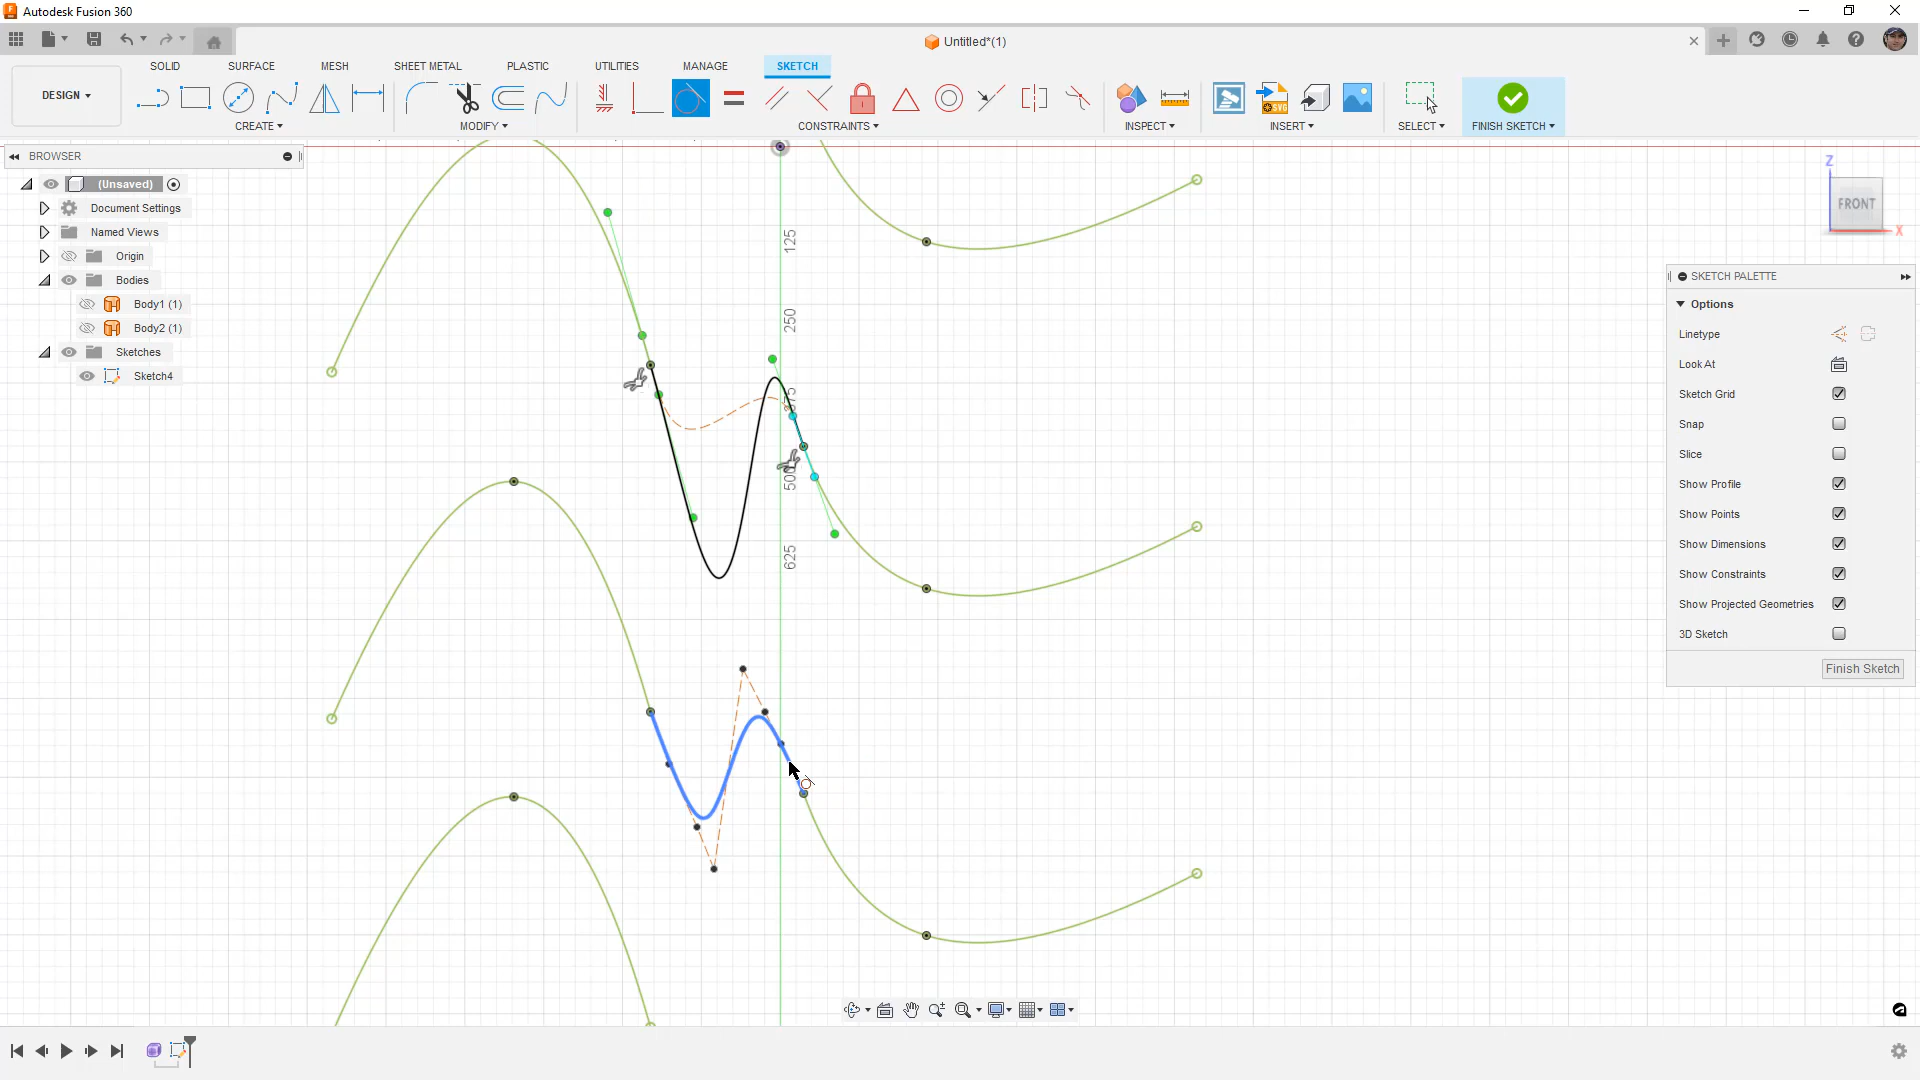 Autodesk Fusion 360
Untitled*(1)
SOLID
SURFACE
MESH
SHEET METAL
PLASTIC
UTILITIES
MANAGE
SKETCH
DESIGN
CREATE
MODIFY
CONSTRAINTS
INSPECT
INSERT
SELECT
FINISH SKETCH
SVG
BROWSER
(Unsaved)
Document Settings
Named Views
Origin
Bodies
Body1 (1)
Body2 (1)
Sketches
Sketch4
125
250
375
500
625
Z
FRONT
X
SKETCH PALETTE
Options
Linetype
Look At
Sketch Grid
Snap
Slice
Show Profile
Show Points
Show Dimensions
Show Constraints
Show Projected Geometries
3D Sketch
Finish Sketch